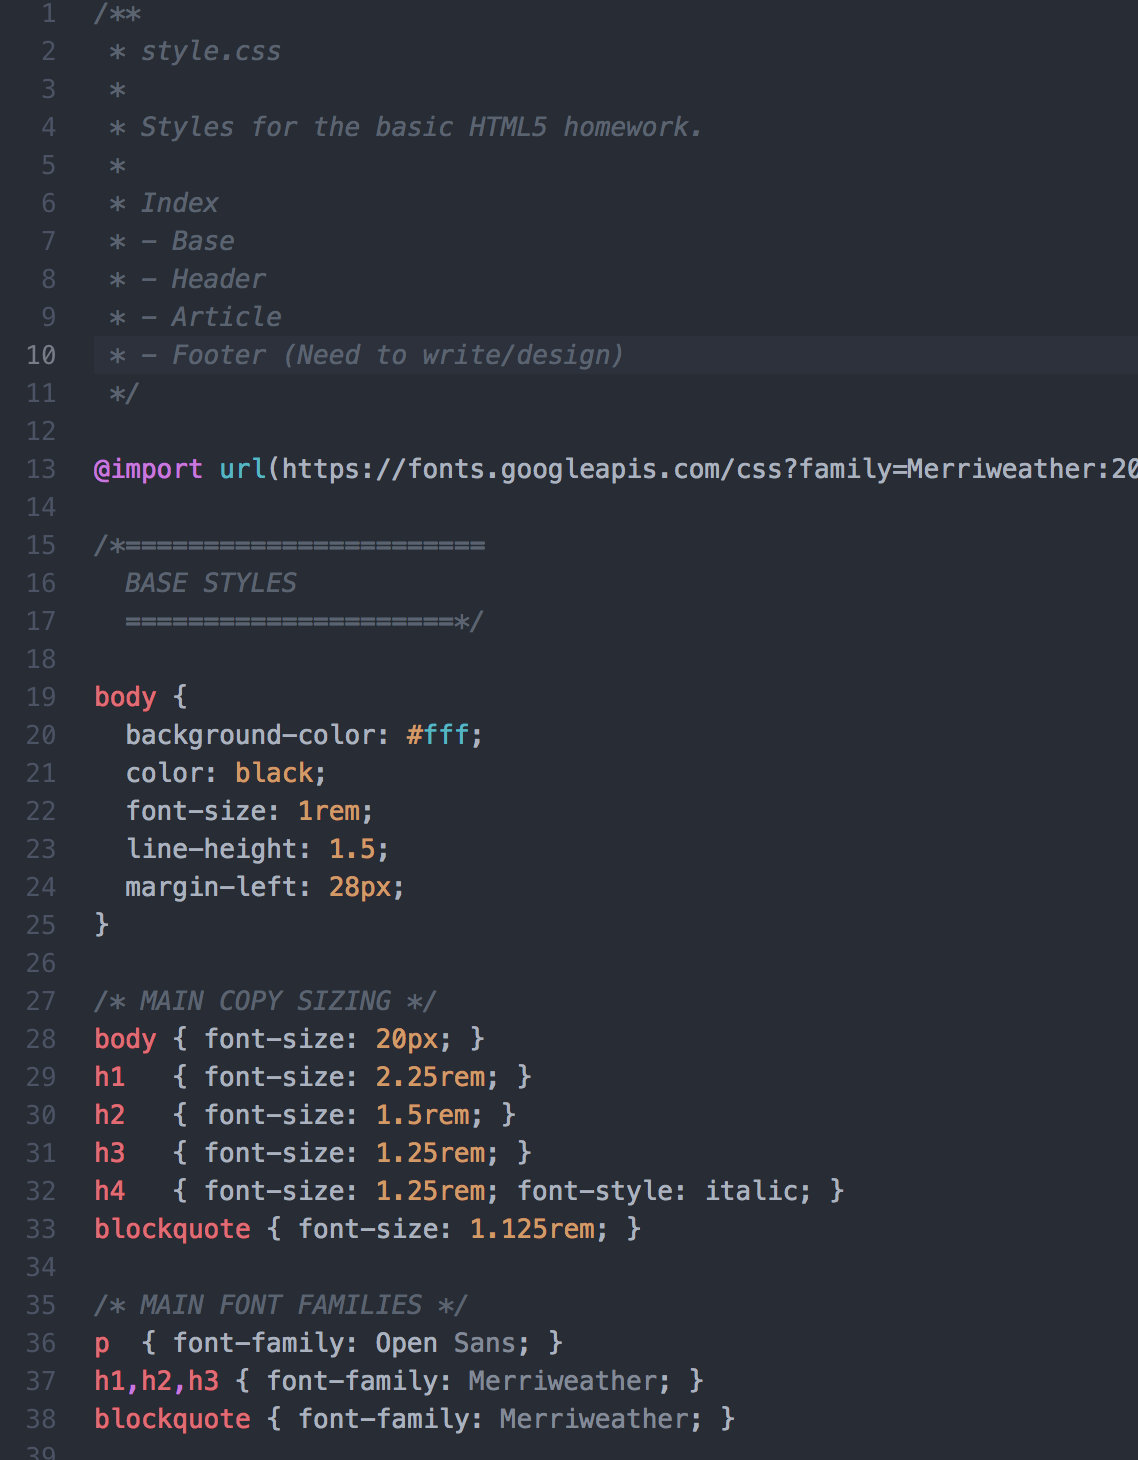 1 /**
2  * style.css
3  *
4  * Styles for the basic HTML5 homework.
5  *
6  * Index
7  * - Base
8  * - Header
9  * - Article
10  * - Footer (Need to write/design)
11  */
12
13 @import url(https://fonts.googleapis.com/css?family=Merriweather:20
14
15 /*=======================
16   BASE STYLES
17   =====================*/
18
19 body {
20   background-color: #fff;
21   color: black;
22   font-size: 1rem;
23   line-height: 1.5;
24   margin-left: 28px;
25 }
26
27 /* MAIN COPY SIZING */
28 body { font-size: 20px; }
29 h1   { font-size: 2.25rem; }
30 h2   { font-size: 1.5rem; }
31 h3   { font-size: 1.25rem; }
32 h4   { font-size: 1.25rem; font-style: italic; }
33 blockquote { font-size: 1.125rem; }
34
35 /* MAIN FONT FAMILIES */
36 p  { font-family: Open Sans; }
37 h1,h2,h3 { font-family: Merriweather; }
38 blockquote { font-family: Merriweather; }
39